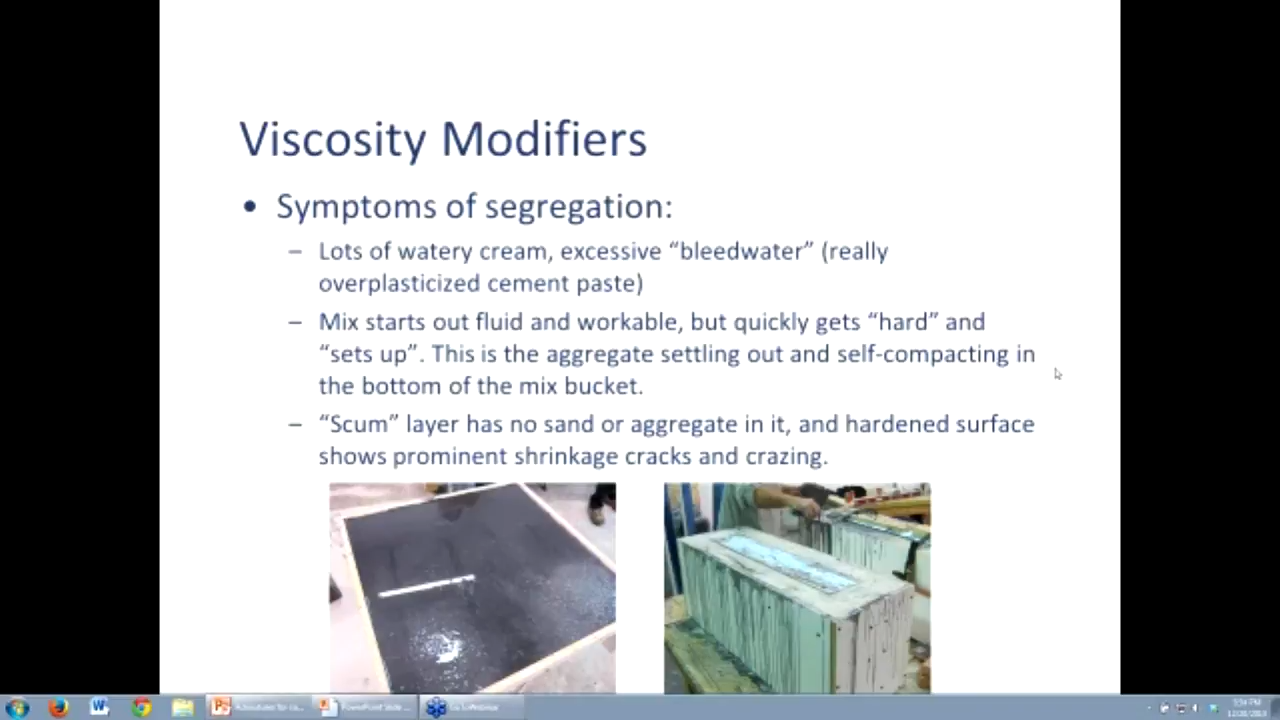 Viscosity Modifiers
• Symptoms of segregation:
– Lots of watery cream, excessive “bleedwater” (really
overplasticized cement paste)
– Mix starts out fluid and workable, but quickly gets “hard” and
“sets up”. This is the aggregate settling out and self-compacting in
the bottom of the mix bucket.
– “Scum” layer has no sand or aggregate in it, and hardened surface
shows prominent shrinkage cracks and crazing.
PowerPoint Slide ...